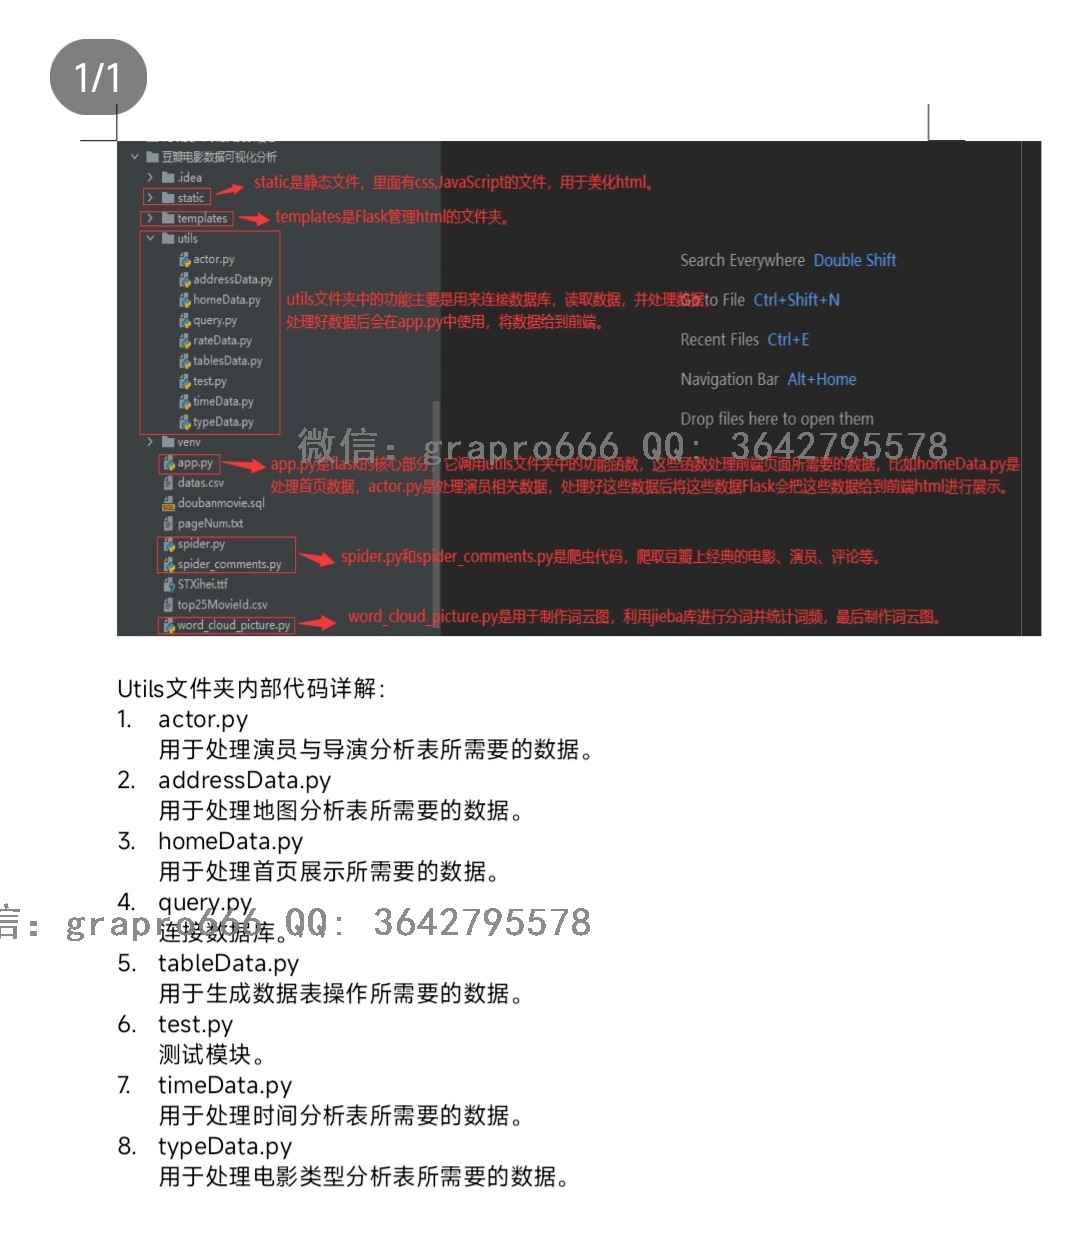 1/1
豆瓣电影数据可视化分析
.idea
static
static是静态文件，里面有css,JavaScript的文件，用于美化html。
templates
templates是Flask管理html的文件夹。
utils
actor.py
addressData.py
homeData.py
query.py
rateData.py
tablesData.py
test.py
timeData.py
typeData.py
utils文件夹中的功能主要是用来连接数据库，读取数据，并处理数据，
处理好数据后会在app.py中使用，将数据给到前端。
Search Everywhere Double Shift
Go to File Ctrl+Shift+N
Recent Files Ctrl+E
Navigation Bar Alt+Home
Drop files here to open them
venv
微信：grapro666 QQ：3642795578
app.py
app.py是flask的核心部分，它调用utils文件夹中的功能函数，这些函数处理前端页面所需要的数据，比如homeData.py是
处理首页数据，actor.py是处理演员相关数据，处理好这些数据后将这些数据Flask会把这些数据给到前端html进行展示。
datas.csv
doubanmovie.sql
pageNum.txt
spider.py
spider_comments.py
spider.py和spider_comments.py是爬虫代码，爬取豆瓣上经典的电影、演员、评论等。
STXihei.ttf
top25MovieId.csv
word_cloud_picture.py
word_cloud_picture.py是用于制作词云图，利用jieba库进行分词并统计词频，最后制作词云图。
Utils文件夹内部代码详解：
1. actor.py
用于处理演员与导演分析表所需要的数据。
2. addressData.py
用于处理地图分析表所需要的数据。
3. homeData.py
用于处理首页展示所需要的数据。
4. query.py
信：grapro666 QQ：3642795578
连接数据库。
5. tableData.py
用于生成数据表操作所需要的数据。
6. test.py
测试模块。
7. timeData.py
用于处理时间分析表所需要的数据。
8. typeData.py
用于处理电影类型分析表所需要的数据。